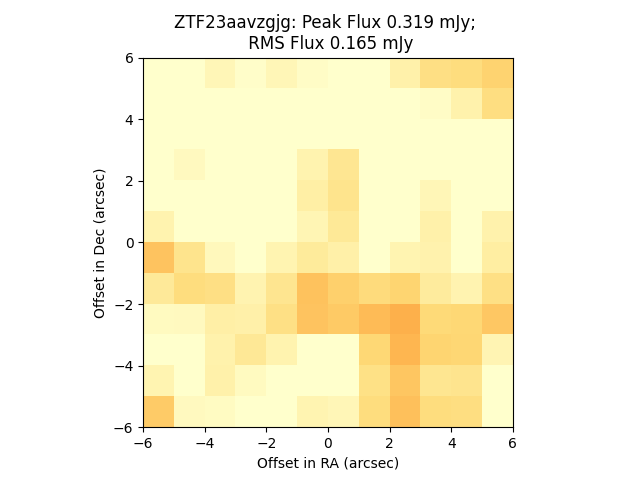 ZTF23aavzgjg: Peak Flux 0.319 mJy;
RMS Flux 0.165 mJy
6
4
2
0
−2
−4
−6
Offset in Dec (arcsec)
−6 −4 −2 0 2 4 6
Offset in RA (arcsec)